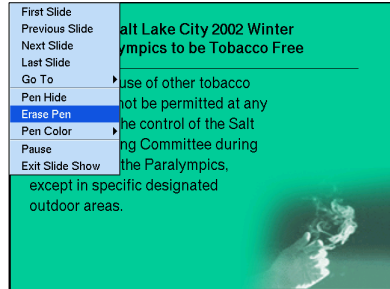 First Slide
Previous Slide
Next Slide
Last Slide
Go To
Pen Hide
Erase Pen
Pen Color
Pause
Exit Slide Show
alt Lake City 2002 Winter
ympics to be Tobacco Free
use of other tobacco
not be permitted at any
he control of the Salt
ng Committee during
the Paralympics,
except in specific designated
outdoor areas.